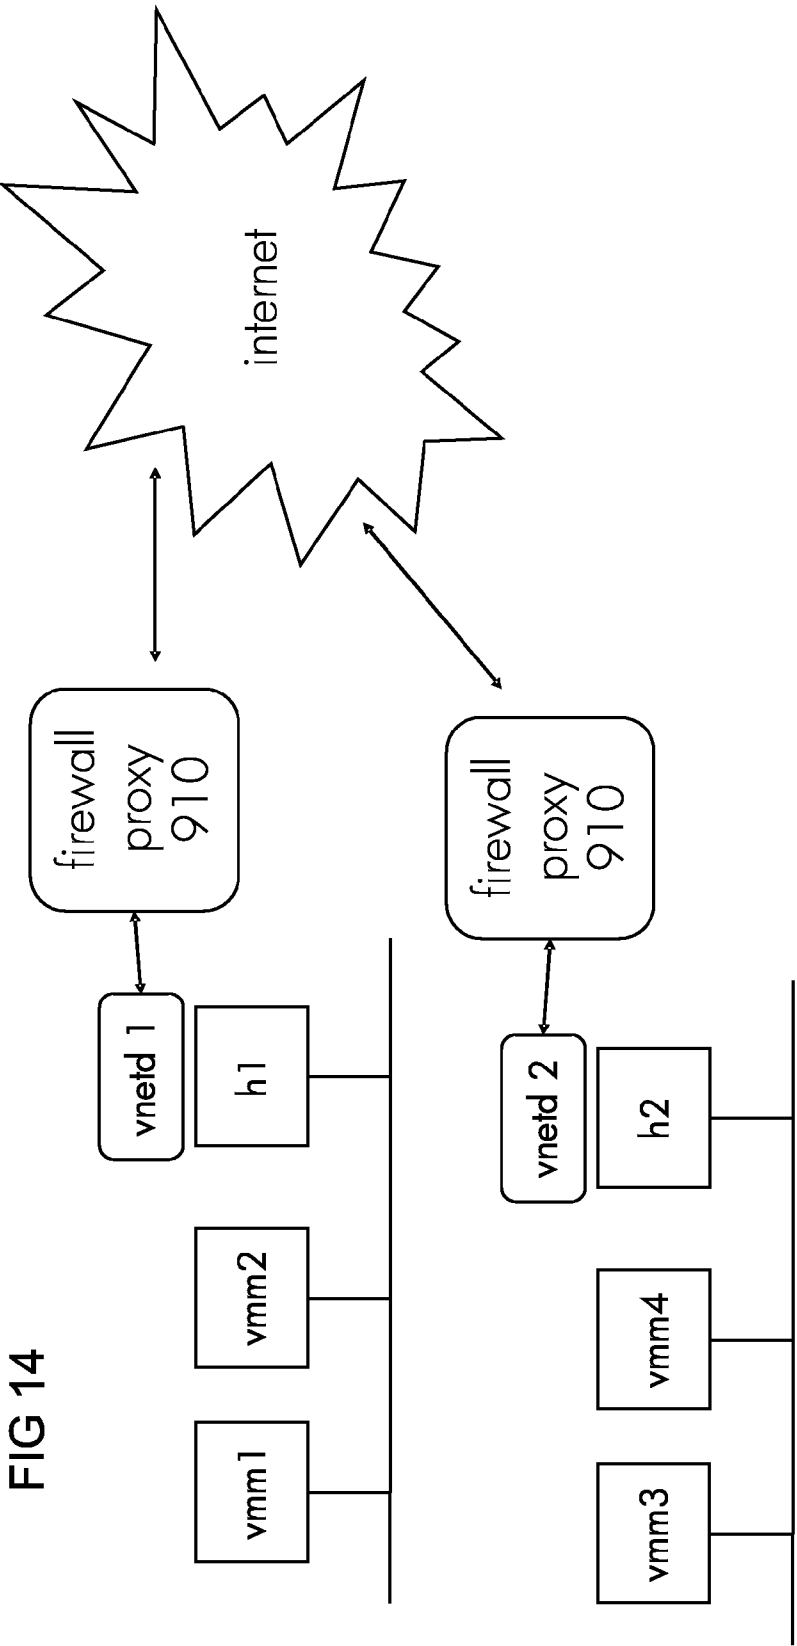 FIG 14
vmm1
vmm2
h1
vnetd 1
firewall
proxy
910
internet
vmm3
vmm4
h2
vnetd 2
firewall
proxy
910